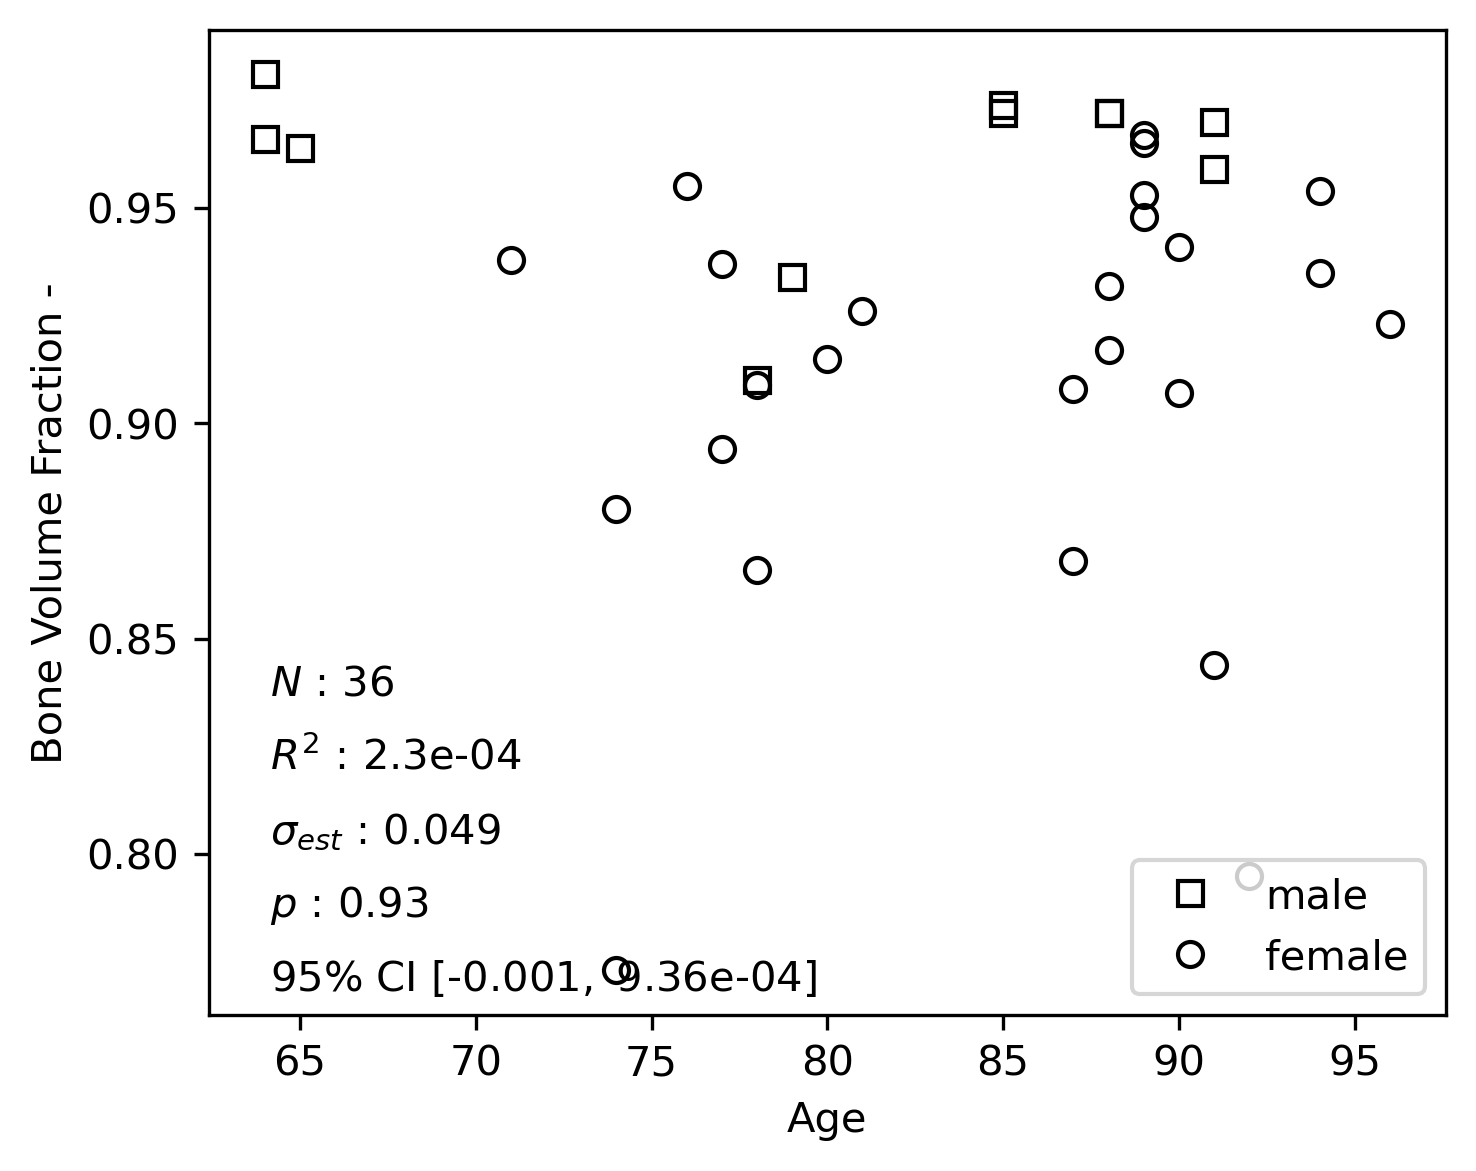 0.95
0.90
0.85
0.80
Bone Volume Fraction -
N : 36
R² : 2.3e-04
σest : 0.049
p : 0.93
95% CI [-0.001, 9.36e-04]
male
female
65 70 75 80 85 90 95
Age